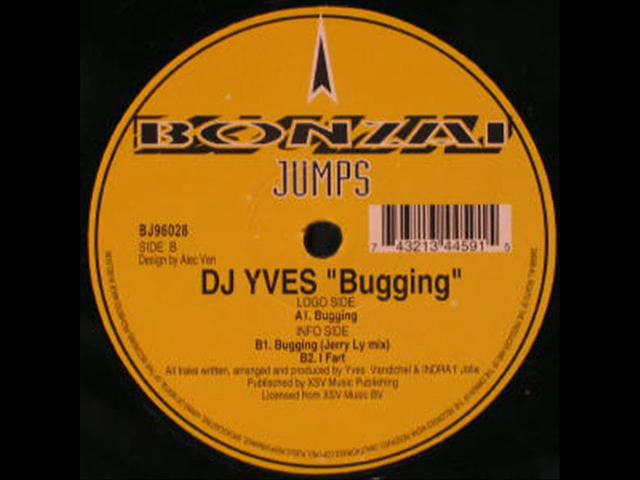 BONZAI
JUMPS
BJ96028
SIDE B
Design by Alec Ven
7 43213 44591 5
DJ YVES "Bugging"
LOGO SIDE
A1. Bugging
INFO SIDE
B1. Bugging (Jerry Ly mix)
B2. I Fart
All traxs written, arranged and produced by Yves Vandichel & INDRA f Jolie
Publisched by XSV Music Publishing
Licensed from XSV Music BV